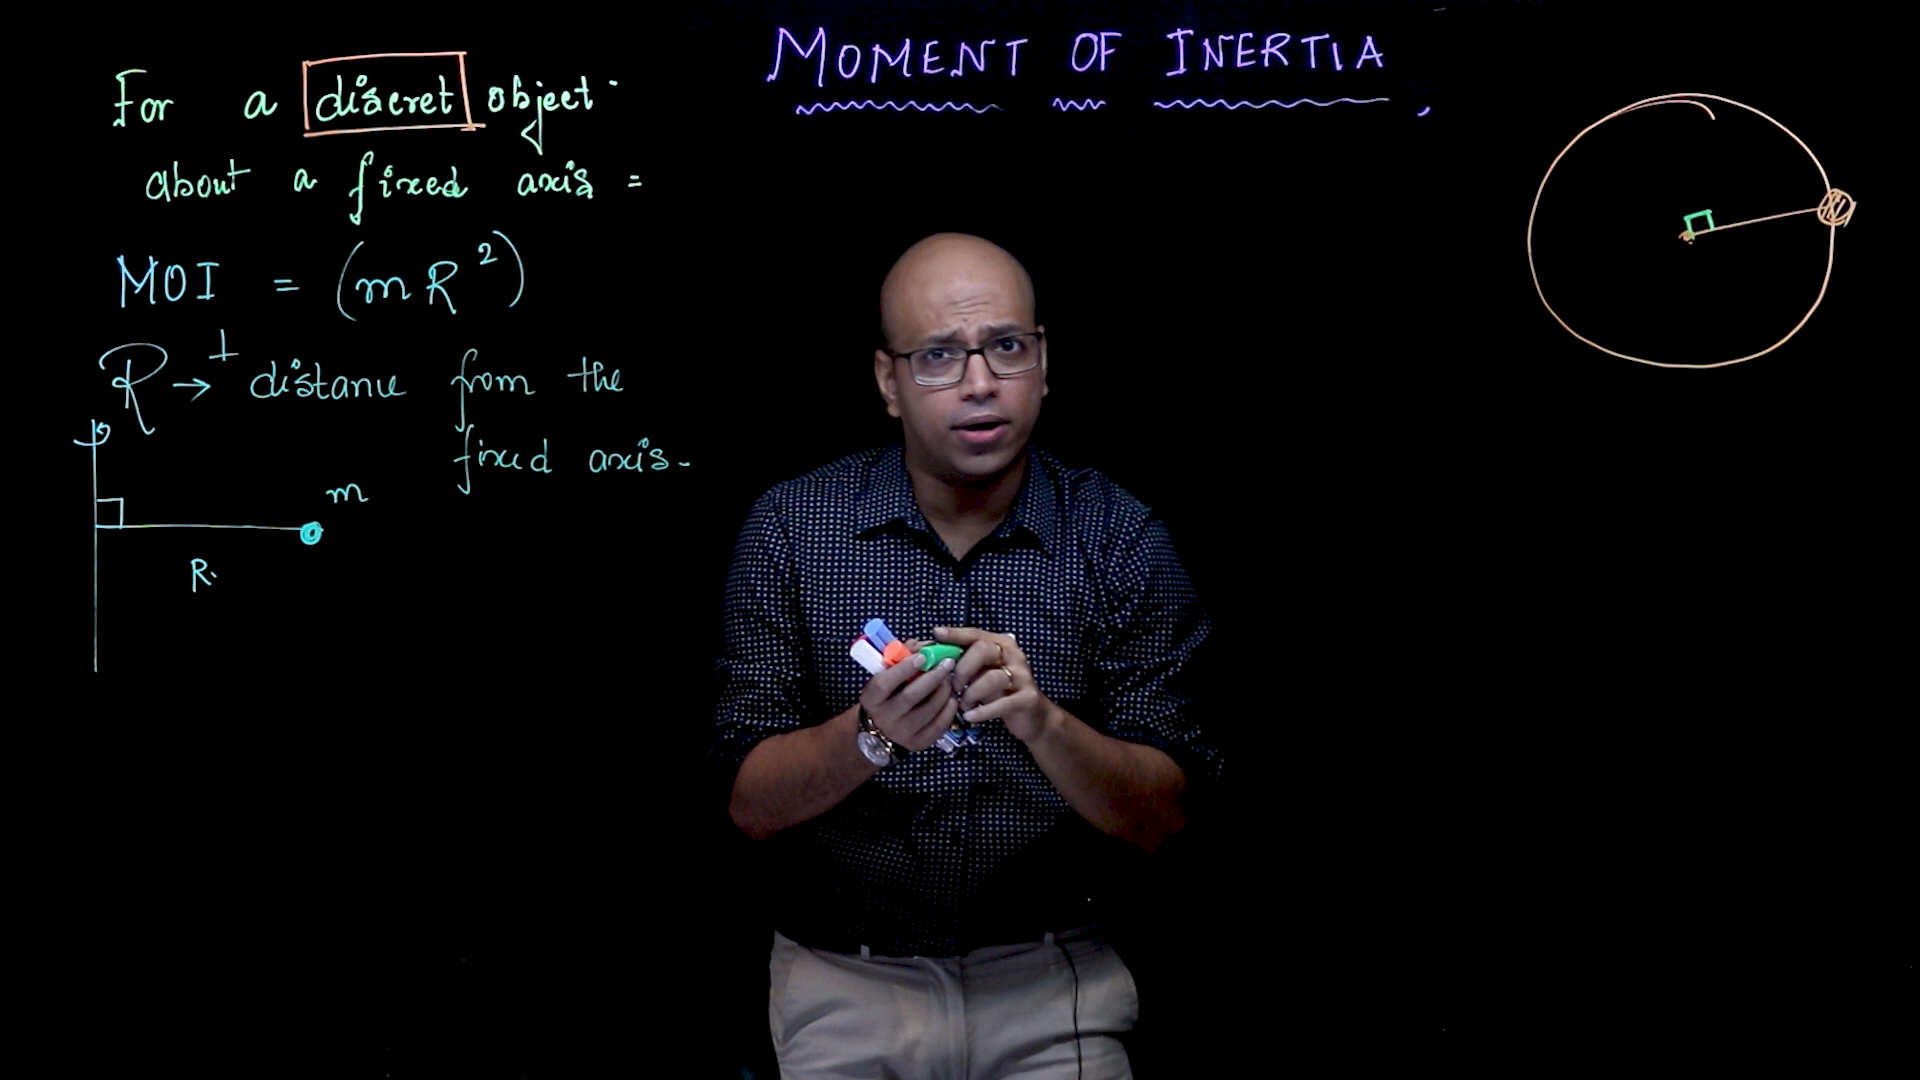 MOMENT OF INERTIA,
For a discret object
about a fixed axis =
MOI = (mR²)
R → ⊥ distance from the
fixed axis.
m
R